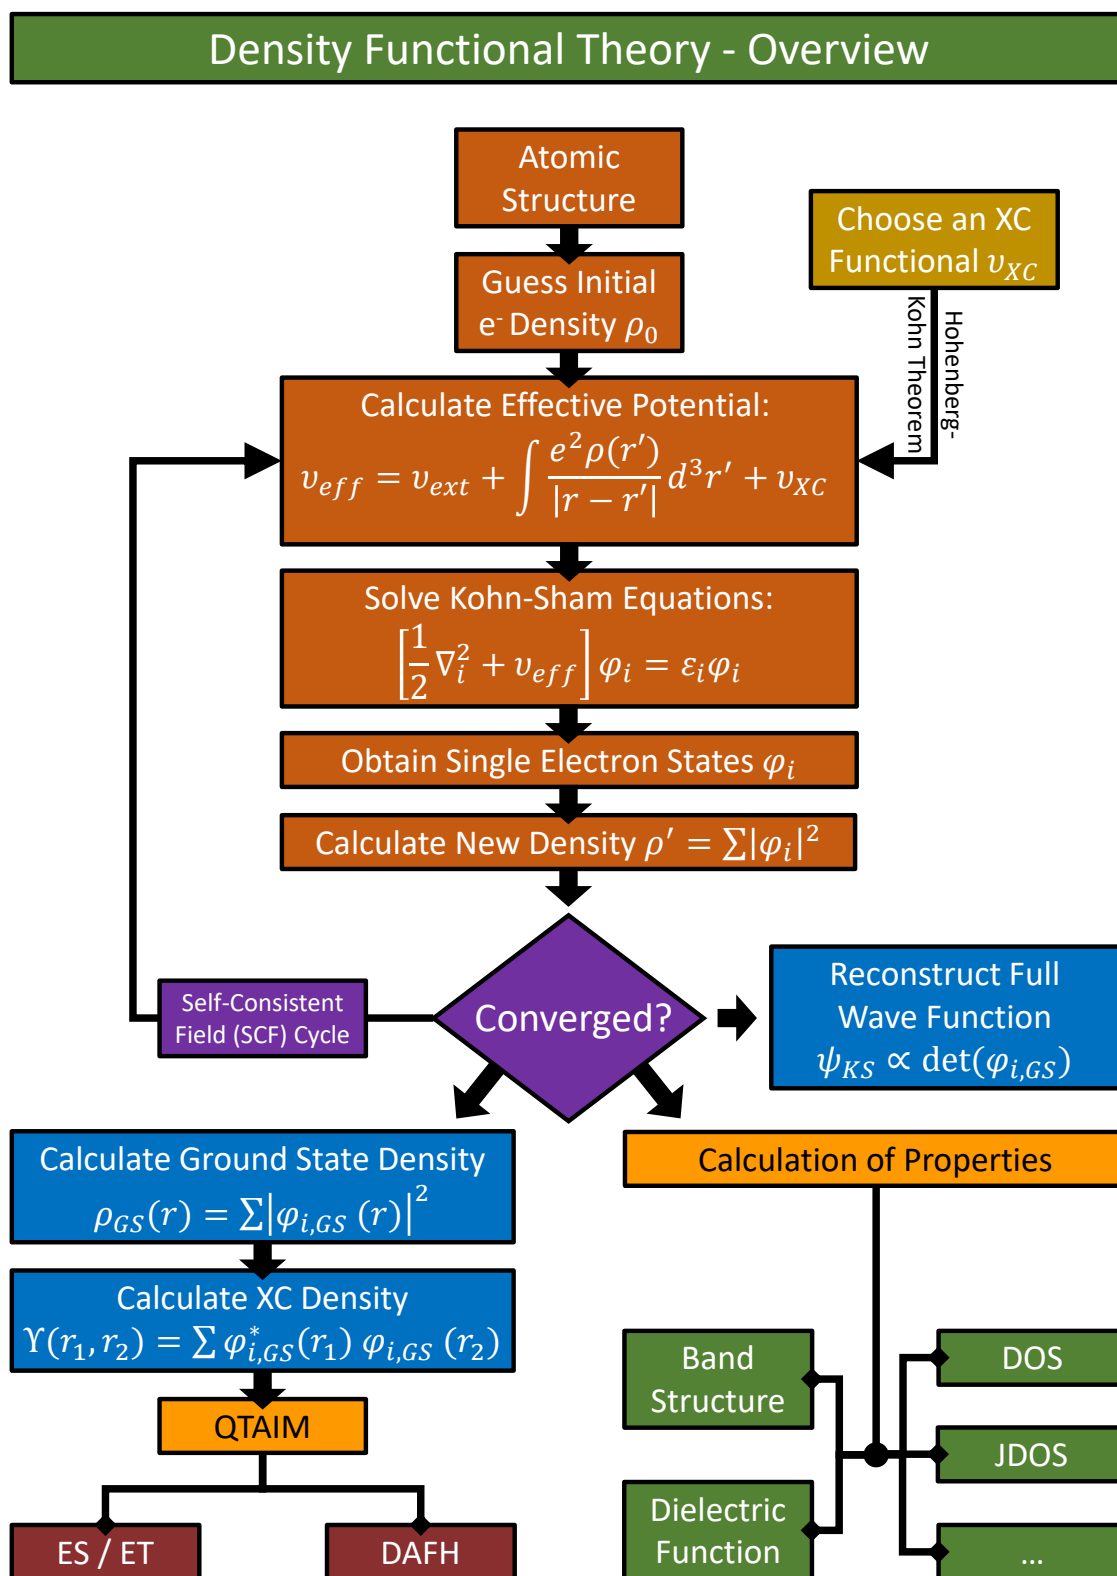 Density Functional Theory - Overview
Atomic
Structure
Choose an XC
Functional υ_XC
Guess Initial
e⁻ Density ρ₀
Hohenberg-
Kohn Theorem
Calculate Effective Potential:
υ_eff = υ_ext + ∫ e²ρ(r′)/|r − r′| d³r′ + υ_XC
Solve Kohn-Sham Equations:
[1/2 ∇ᵢ² + υ_eff] φᵢ = εᵢφᵢ
Obtain Single Electron States φᵢ
Calculate New Density ρ′ = ∑|φᵢ|²
Converged?
Self-Consistent
Field (SCF) Cycle
Reconstruct Full
Wave Function
ψ_KS ∝ det(φ_i,GS)
Calculate Ground State Density
ρ_GS(r) = ∑|φ_i,GS (r)|²
Calculate XC Density
ϒ(r₁, r₂) = ∑ φ*_i,GS(r₁) φ_i,GS (r₂)
QTAIM
ES / ET
DAFH
Calculation of Properties
Band
Structure
Dielectric
Function
DOS
JDOS
...